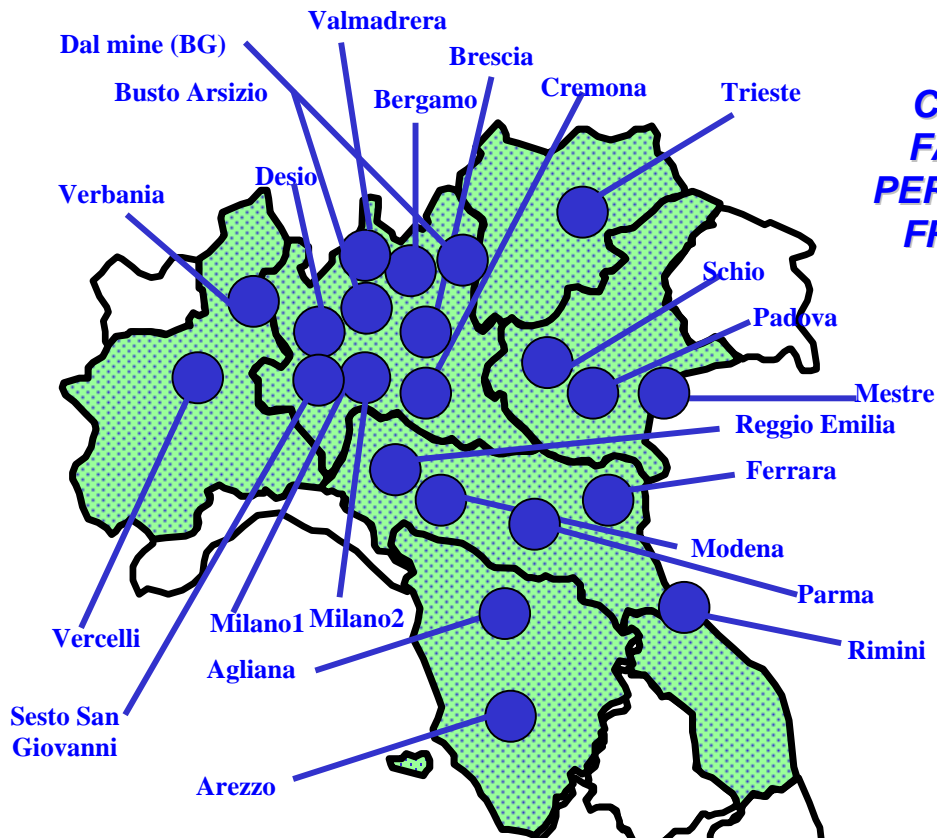 Valmadrera
Dal mine (BG)
Brescia
Busto Arsizio
Bergamo
Cremona
Trieste
Desio
Verbania
Schio
Padova
Mestre
Reggio Emilia
Ferrara
Modena
Parma
Rimini
Vercelli
Milano1
Milano2
Agliana
Sesto San
Giovanni
Arezzo